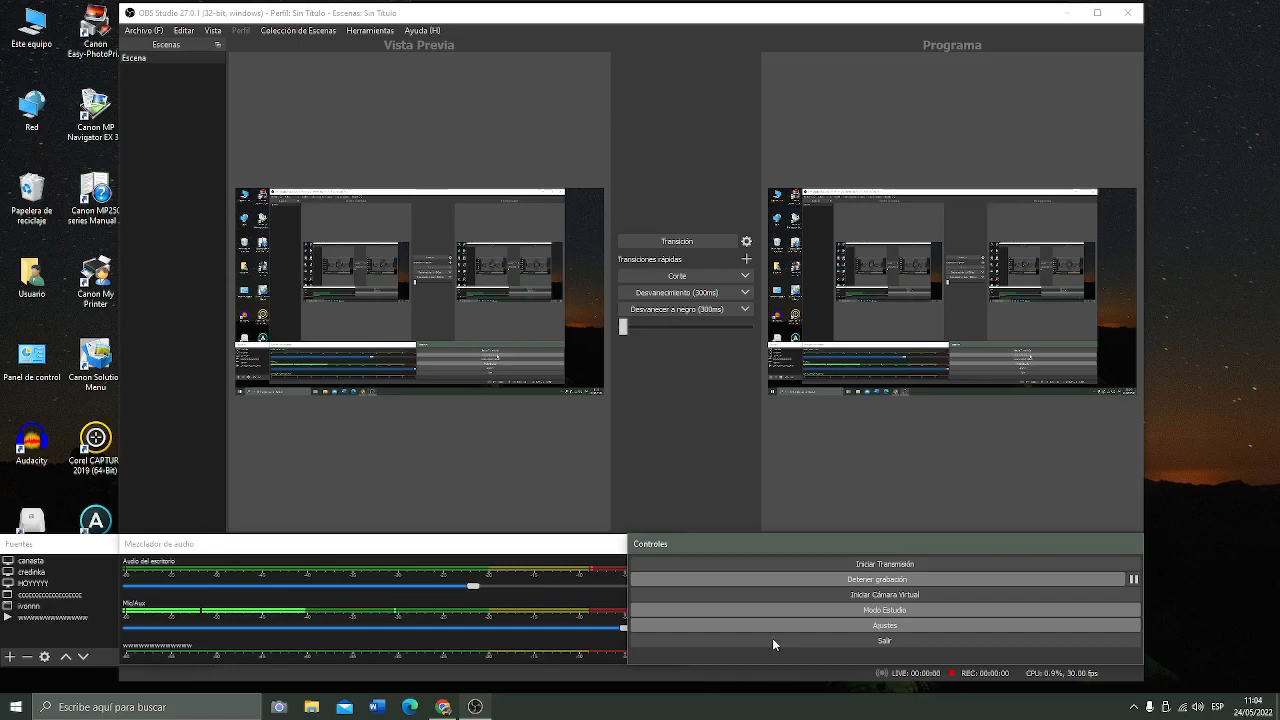 OBS Studio 27.0.1 (32-bit, windows) - Perfil: Sin Título - Escenas: Sin Título
Archivo (F) Editar Vista Perfil Colección de Escenas Herramientas Ayuda (H)
Escenas
Escena
Vista Previa
Programa
Este equipo
Canon
Easy-PhotoPri
Red
Canon MP
Navigator EX 3
Papelera de
reciclaje
Canon MP250
series Manual
Usuario
Canon My
Printer
Panel de control
Canon Solution
Menu
Audacity
Corel CAPTUR
2019 (64-Bit)
Transición
Transiciones rápidas
Corte
Desvanecimiento (300ms)
Desvanecer a negro (300ms)
Fuentes
canasta
credinka
HOYYYYY
ivonnn
Mezclador de audio
Audio del escritorio
Mic/Aux
Controles
Iniciar Transmisión
Detener grabación
Iniciar Cámara Virtual
Modo Estudio
Ajustes
Salir
LIVE: 00:00:00 REC: 00:00:00 CPU: 0.9%, 30.00 fps
Escribe aquí para buscar
ESP
11:04
24/05/2022